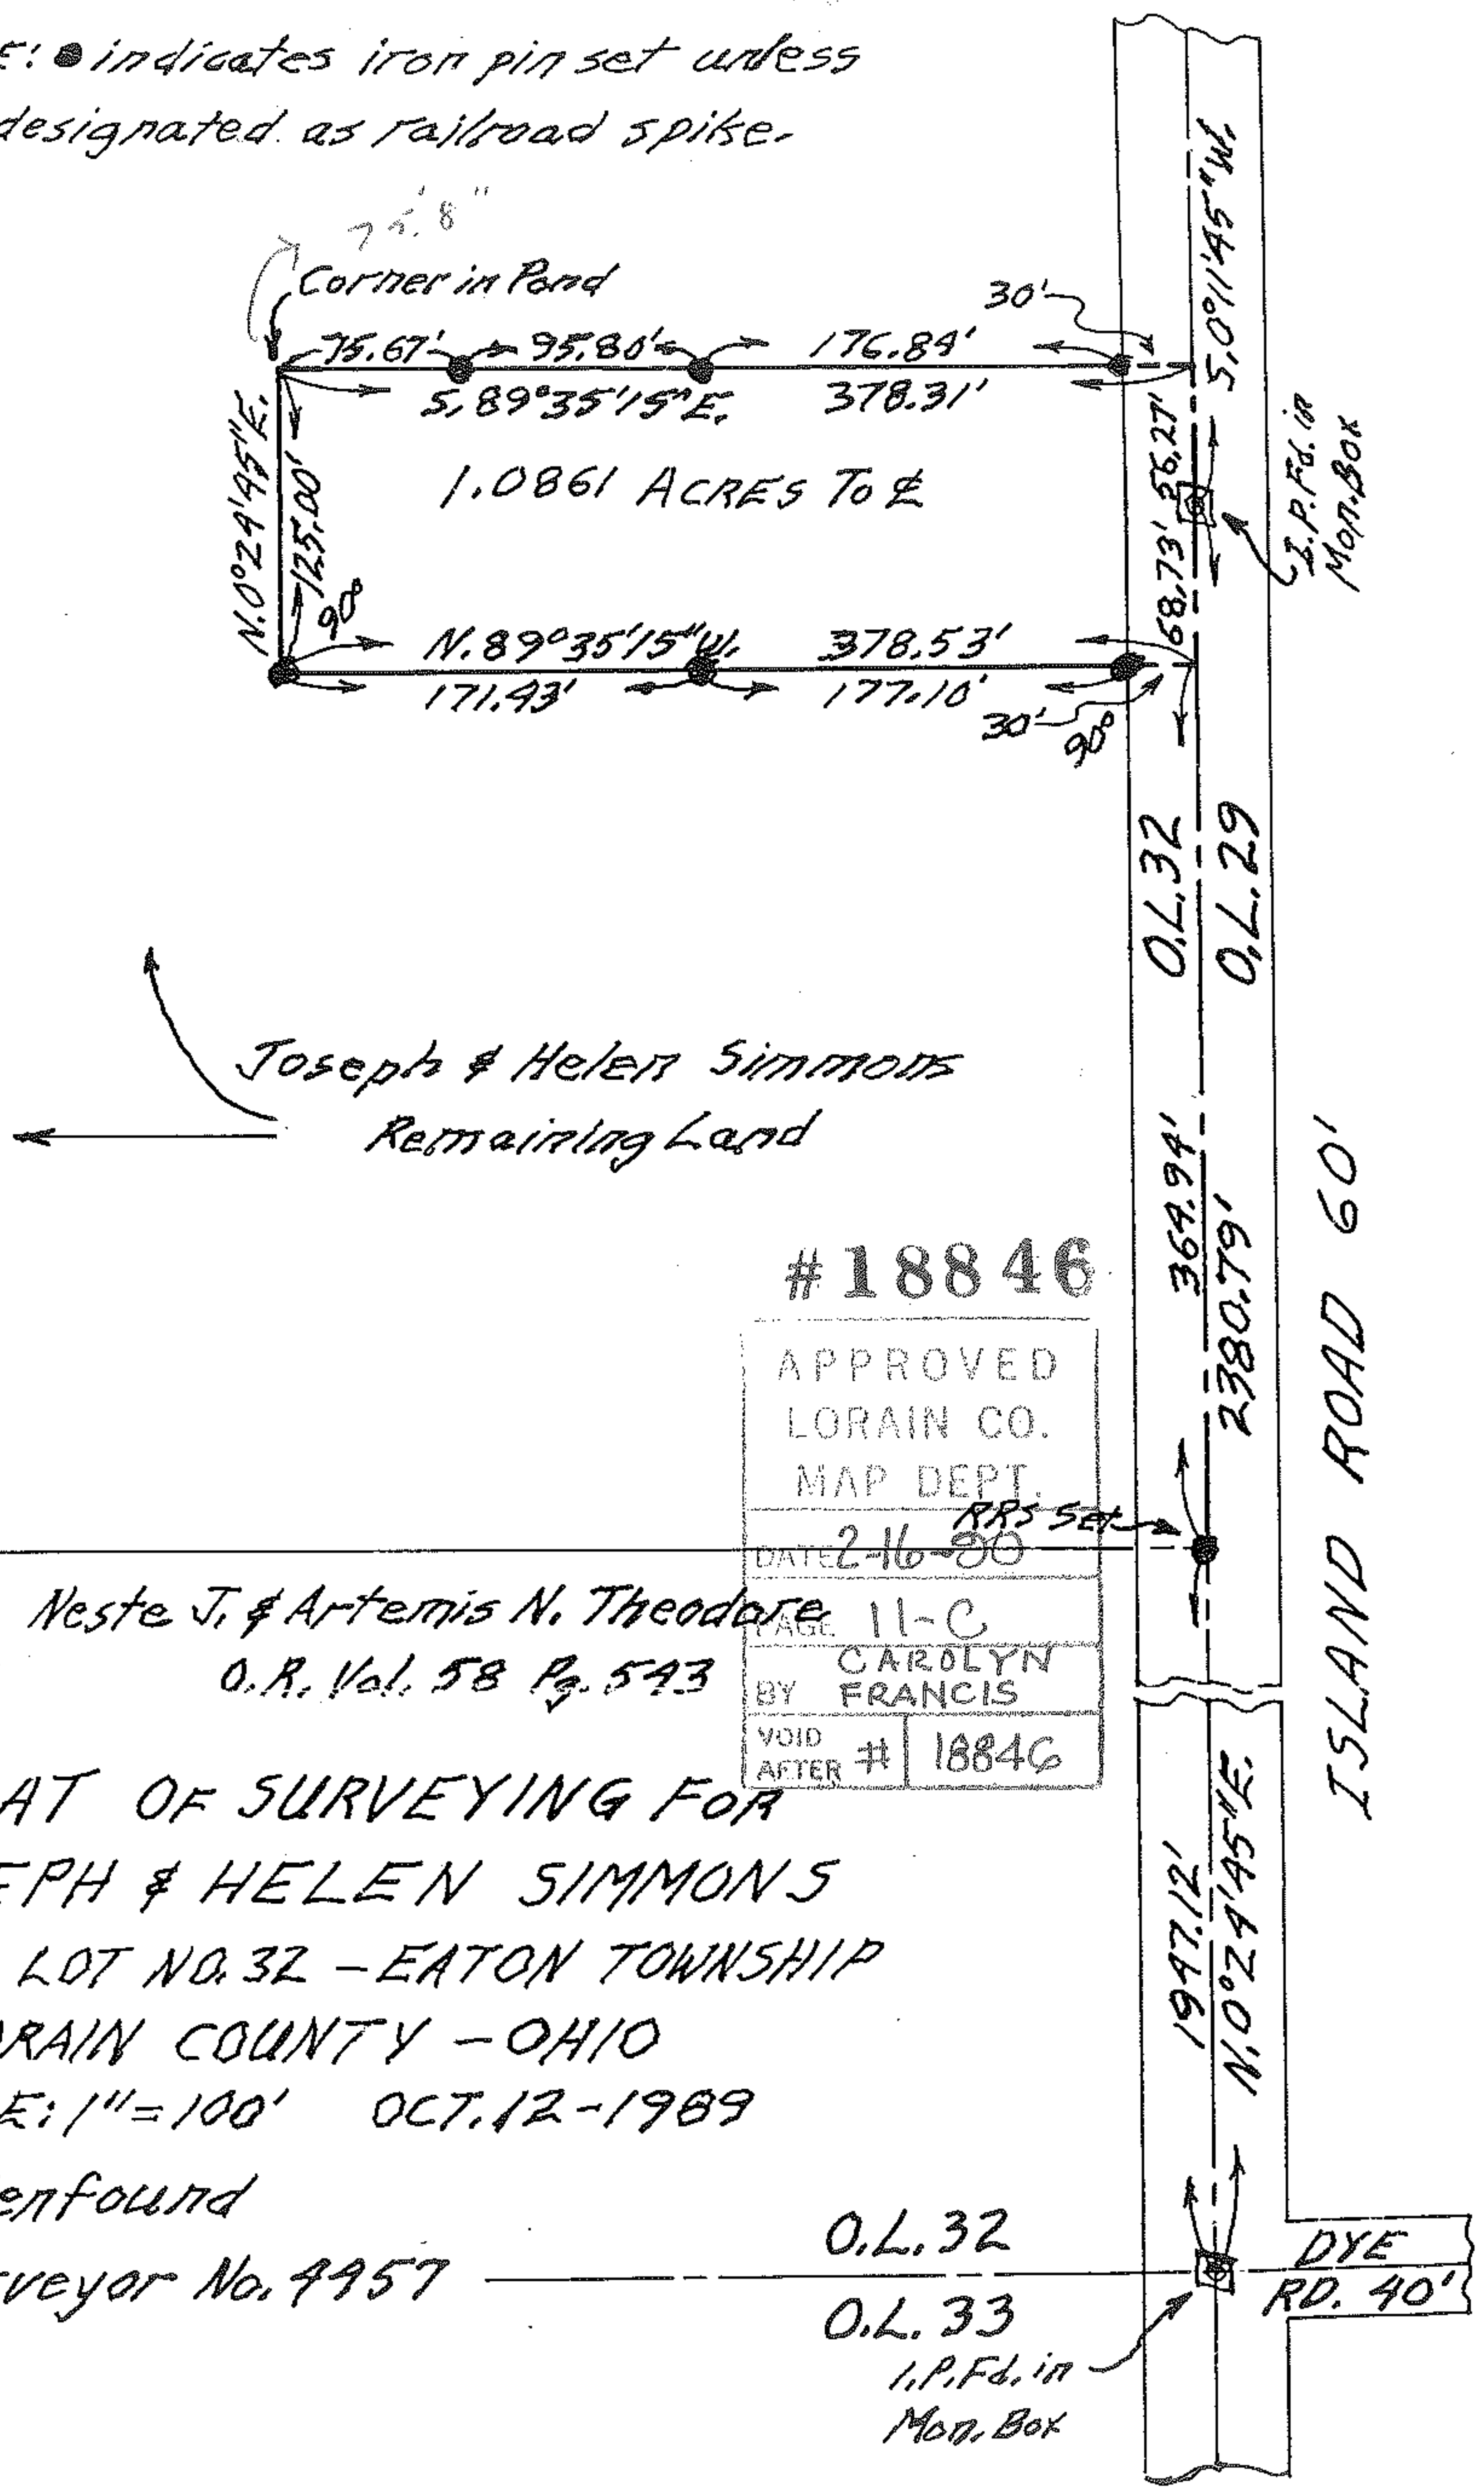 E: ● indicates iron pin set unless
designated as railroad spike.
75.'8"
Corner in Pond
30'
75.67' 95.80' 176.84'
S. 89°35'15" E. 378.31'
S. 0°11'45" W.
N. 0°24'45" E.
125.00'
90°
1.0861 ACRES TO ℄
56.27'
68.73'
I.P. Fd. in
Mon. Box
N. 89°35'15" W. 378.53'
171.43' 177.10'
30'
90°
O.L. 32
O.L. 29
Joseph & Helen Simmons
Remaining Land
364.94'
2380.79'
ISLAND ROAD 60'
#18846
APPROVED
LORAIN CO.
MAP DEPT.
RRS Set
DATE 2-16-90
Neste J. & Artemis N. Theodore
O.R. Vol. 58 Pg. 543
PAGE 11-C
BY CAROLYN
FRANCIS
VOID
AFTER # 18846
AT OF SURVEYING FOR
EPH & HELEN SIMMONS
LOT NO. 32 - EATON TOWNSHIP
RAIN COUNTY - OHIO
E: 1" = 100' OCT. 12-1989
enfound
rveyor No. 4957
1947.12'
N. 0°24'45" E.
O.L. 32
O.L. 33
DYE
RD. 40'
I.P. Fd. in
Mon. Box